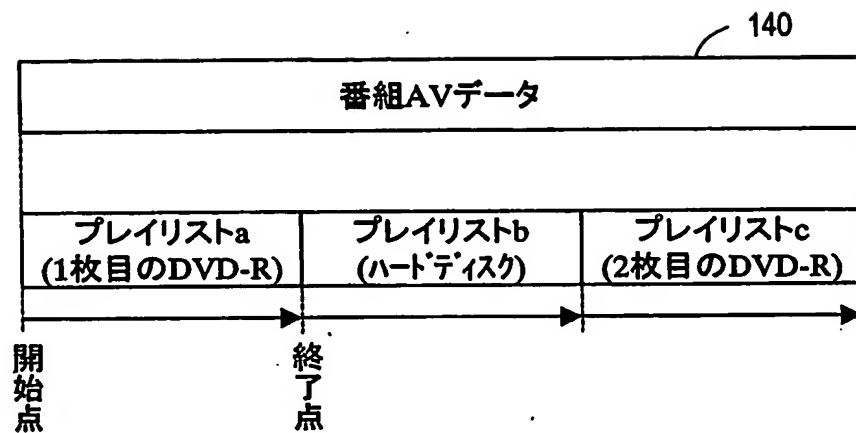 140
番組AVデータ
プレイリストa
(1枚目のDVD-R)
プレイリストb
(ハードディスク)
プレイリストc
(2枚目のDVD-R)
開始点
終了点